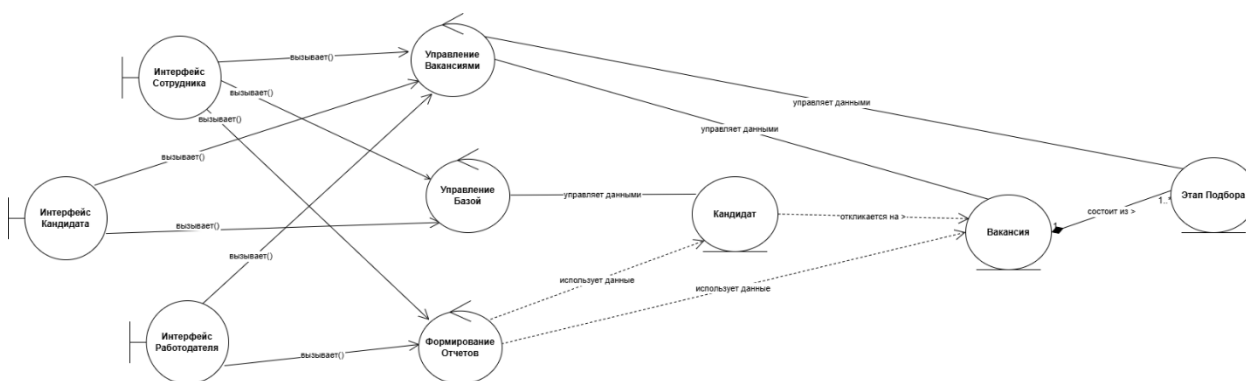 Интерфейс
Сотрудника
вызывает()
Управление
Вакансиями
вызывает()
вызывает()
управляет данными
управляет данными
вызывает()
Интерфейс
Кандидата
вызывает()
Управление
Базой
управляет данными
Кандидат
откликается на >
Вакансия
1
состоит из >
1..*
Этап Подбора
вызывает()
использует данные
использует данные
Интерфейс
Работодателя
вызывает()
Формирование
Отчетов